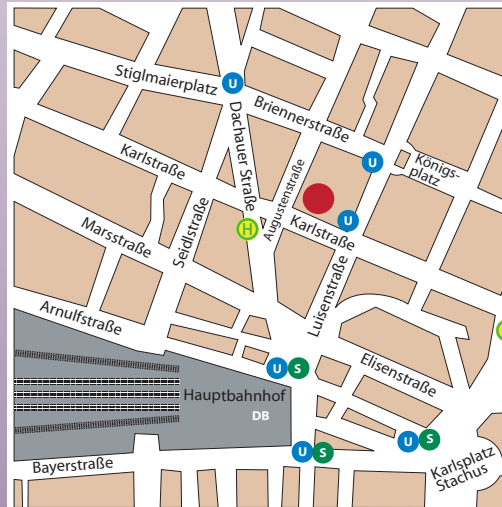 Stiglmaierplatz
U
Briennerstraße
Dachauer Straße
U
Königs-
platz
Karlstraße
Augustenstraße
Seidlstraße
U
H
Karlstraße
Marsstraße
Luisenstraße
Arnulfstraße
Elisenstraße
U S
Hauptbahnhof
DB
U S
U S
Karlsplatz
Stachus
Bayerstraße